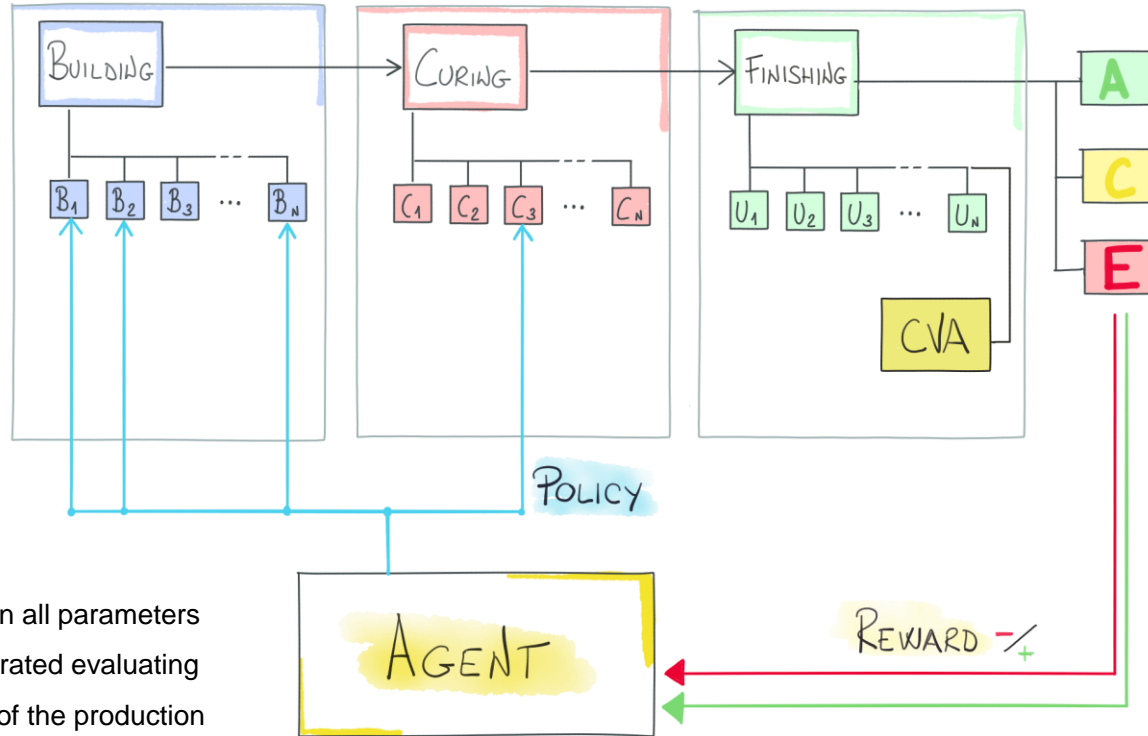 BUILDING
CURING
FINISHING
A
C
E
B1 B2 B3 ... BN
C1 C2 C3 ... CN
U1 U2 U3 ... UN
CVA
POLICY
AGENT
REWARD -/+
n all parameters
rated evaluating
of the production